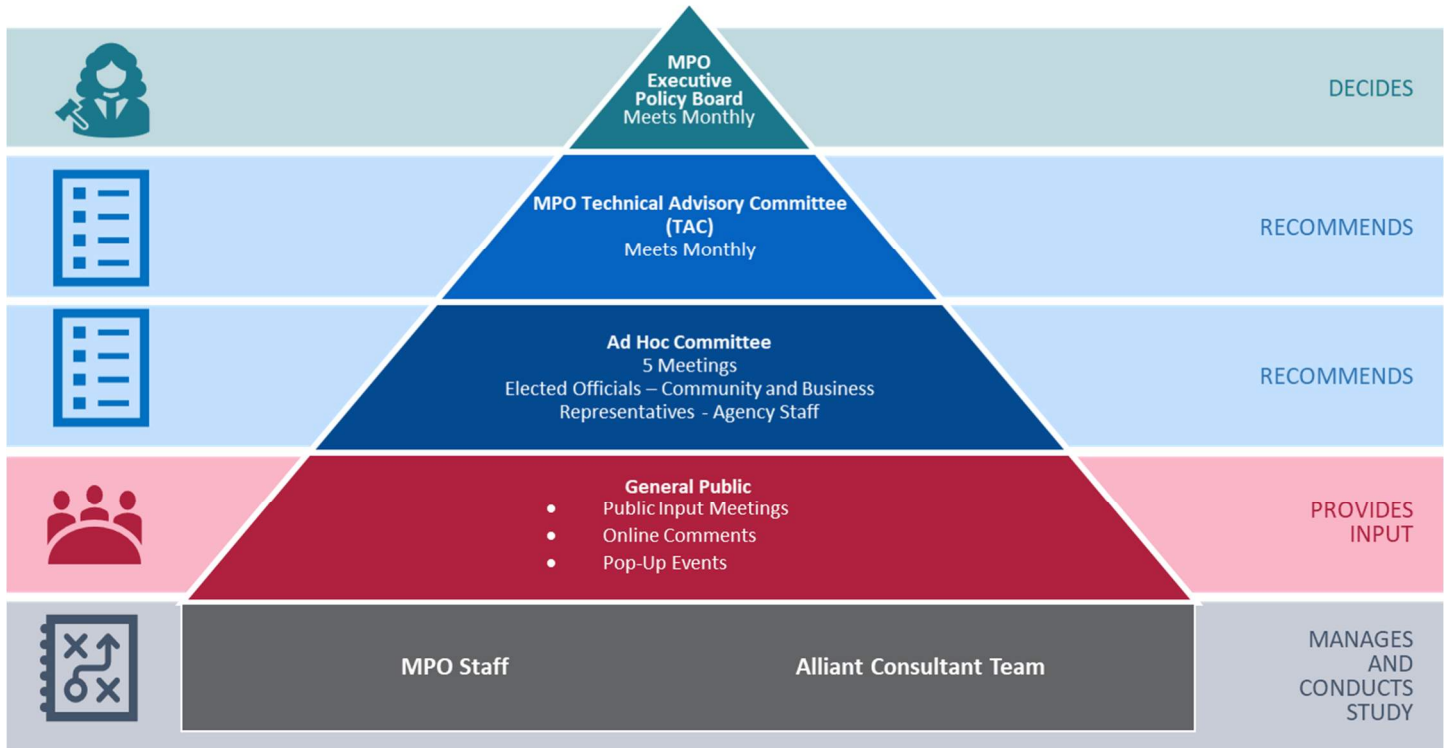 MPO
Executive
Policy Board
Meets Monthly
DECIDES
MPO Technical Advisory Committee
(TAC)
Meets Monthly
RECOMMENDS
Ad Hoc Committee
5 Meetings
Elected Officials – Community and Business
Representatives - Agency Staff
RECOMMENDS
General Public
• Public Input Meetings
• Online Comments
• Pop-Up Events
PROVIDES
INPUT
MPO Staff
Alliant Consultant Team
MANAGES
AND
CONDUCTS
STUDY